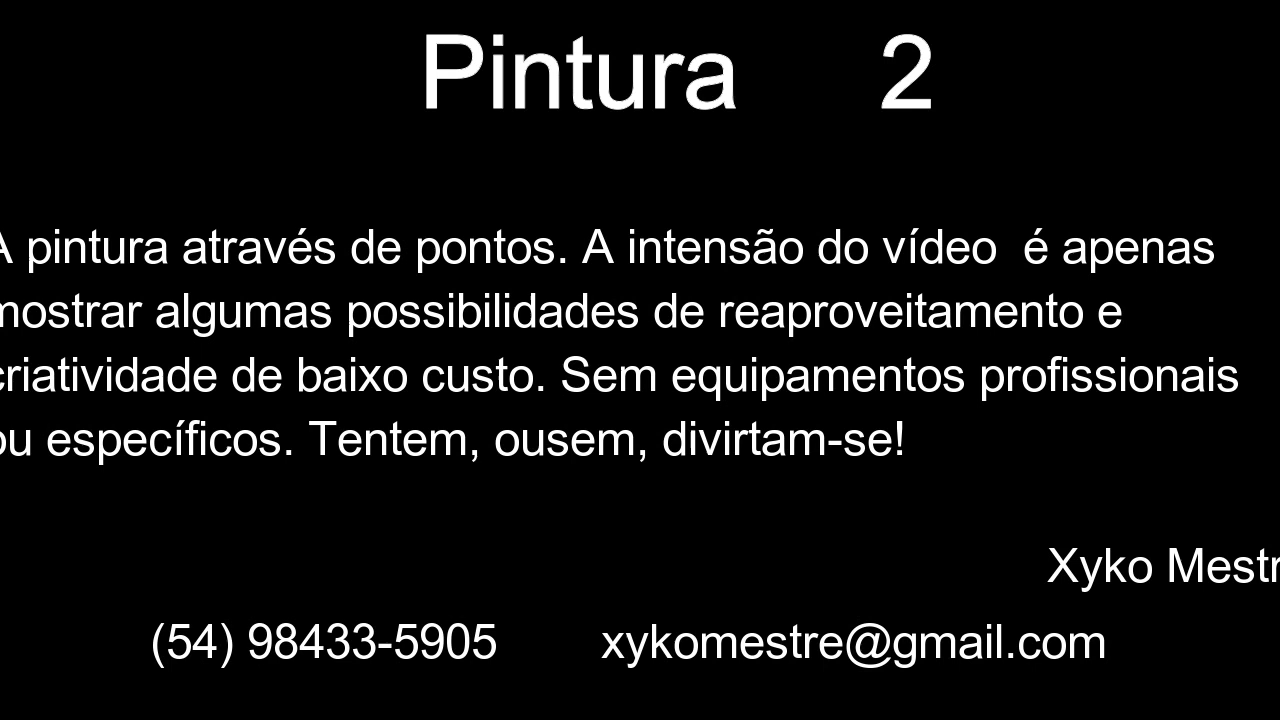 Pintura 2
A pintura através de pontos. A intensão do vídeo é apenas
mostrar algumas possibilidades de reaproveitamento e
criatividade de baixo custo. Sem equipamentos profissionais
ou específicos. Tentem, ousem, divirtam-se!
Xyko Mestr
(54) 98433-5905 xykomestre@gmail.com